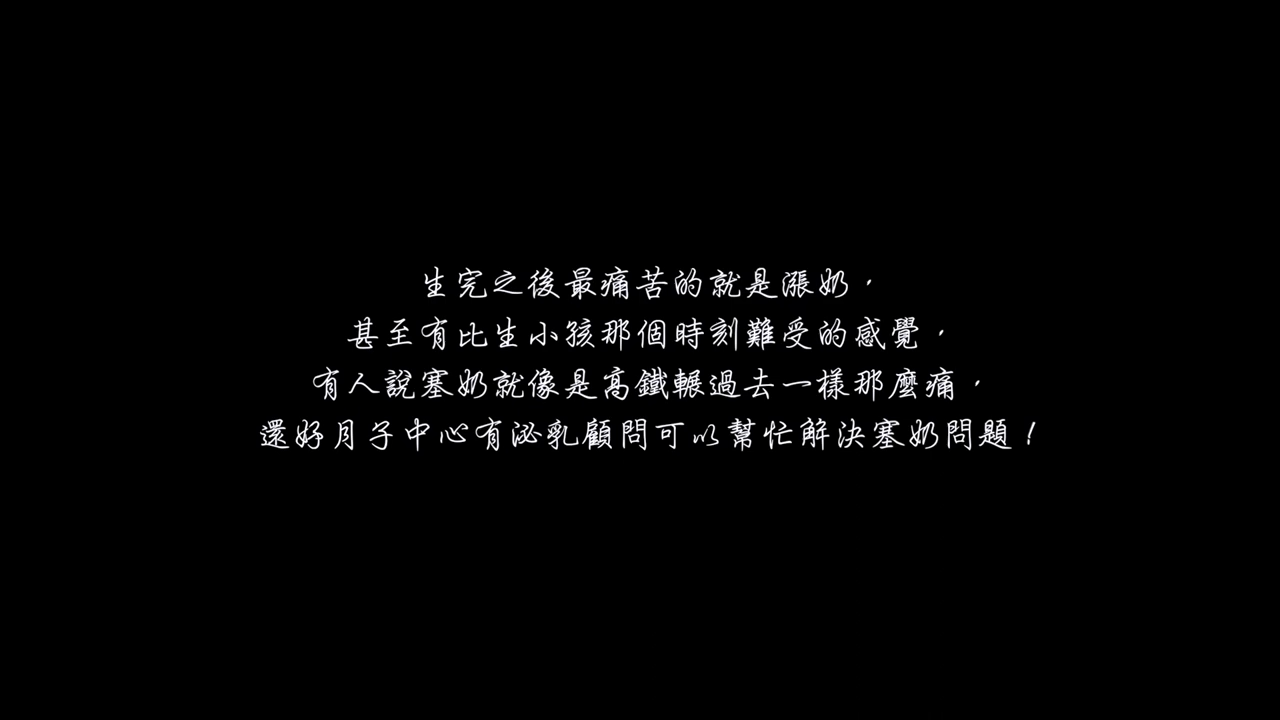 生完之後最痛苦的就是漲奶，
甚至有比生小孩那個時刻難受的感覺，
有人說塞奶就像是高鐵輾過去一樣那麼痛，
還好月子中心有泌乳顧問可以幫忙解決塞奶問題！